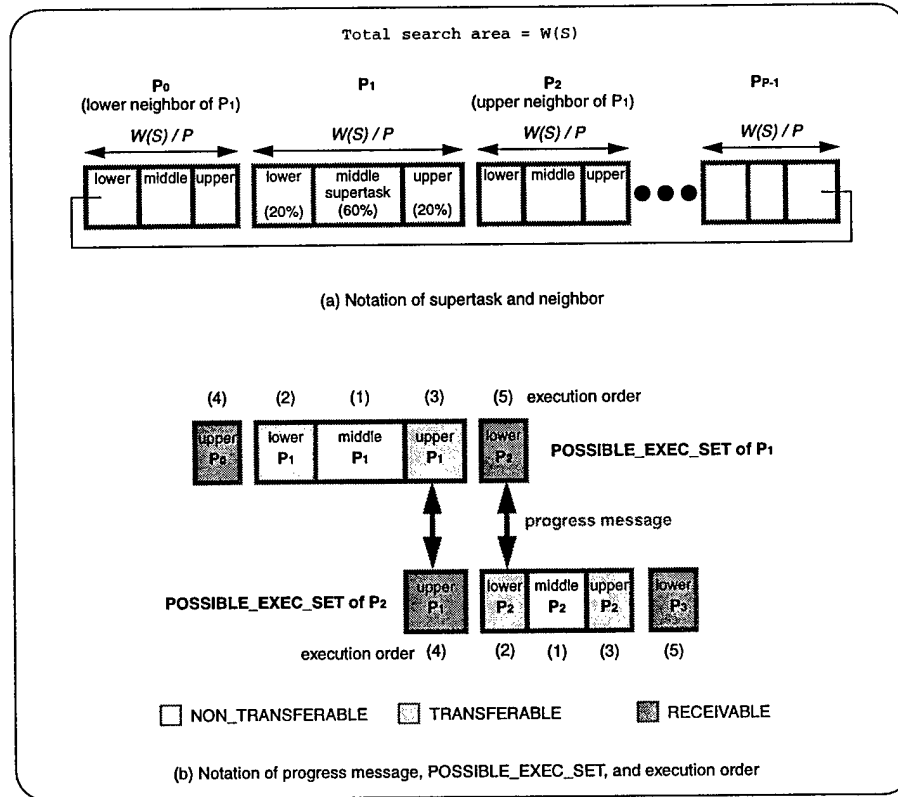 Total search area = W(S)
P0 P1 P2 PP-1
(lower neighbor of P1) (upper neighbor of P1)
W(S) / P W(S) / P W(S) / P W(S) / P
lower middle upper lower middle upper lower middle upper
supertask
(20%) (60%) (20%)
(a) Notation of supertask and neighbor
(4) (2) (1) (3) (5) execution order
upper lower middle upper lower
P0 P1 P1 P1 P2 POSSIBLE_EXEC_SET of P1
progress message
upper lower middle upper lower
POSSIBLE_EXEC_SET of P2 P1 P2 P2 P2 P3
execution order (4) (2) (1) (3) (5)
NON_TRANSFERABLE TRANSFERABLE RECEIVABLE
(b) Notation of progress message, POSSIBLE_EXEC_SET, and execution order